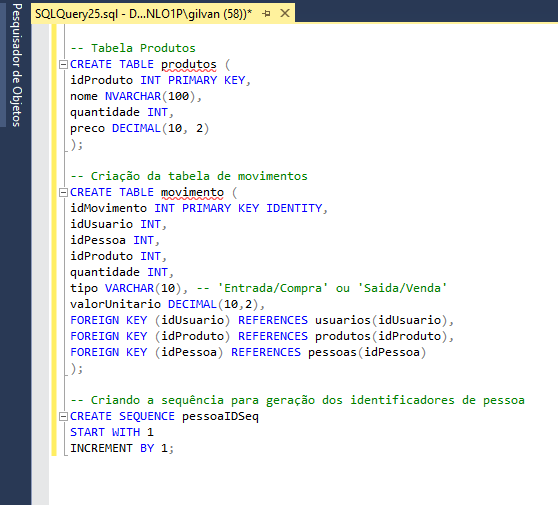 SQLQuery25.sql - D...NLO1P\gilvan (58))*
Pesquisador de Objetos
-- Tabela Produtos
CREATE TABLE produtos (
idProduto INT PRIMARY KEY,
nome NVARCHAR(100),
quantidade INT,
preco DECIMAL(10, 2)
);
-- Criação da tabela de movimentos
CREATE TABLE movimento (
idMovimento INT PRIMARY KEY IDENTITY,
idUsuario INT,
idPessoa INT,
idProduto INT,
quantidade INT,
tipo VARCHAR(10), -- 'Entrada/Compra' ou 'Saida/Venda'
valorUnitario DECIMAL(10,2),
FOREIGN KEY (idUsuario) REFERENCES usuarios(idUsuario),
FOREIGN KEY (idProduto) REFERENCES produtos(idProduto),
FOREIGN KEY (idPessoa) REFERENCES pessoas(idPessoa)
);
-- Criando a sequência para geração dos identificadores de pessoa
CREATE SEQUENCE pessoaIDSeq
START WITH 1
INCREMENT BY 1;